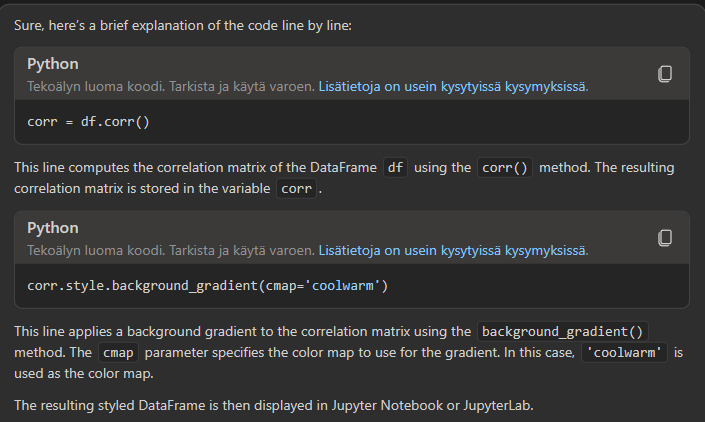 Sure, here's a brief explanation of the code line by line:
Python
Tekoälyn luoma koodi. Tarkista ja käytä varoen. Lisätietoja on usein kysytyissä kysymyksissä.
corr = df.corr()
This line computes the correlation matrix of the DataFrame df using the corr() method. The resulting
correlation matrix is stored in the variable corr.
Python
Tekoälyn luoma koodi. Tarkista ja käytä varoen. Lisätietoja on usein kysytyissä kysymyksissä.
corr.style.background_gradient(cmap='coolwarm')
This line applies a background gradient to the correlation matrix using the background_gradient()
method. The cmap parameter specifies the color map to use for the gradient. In this case, 'coolwarm' is
used as the color map.
The resulting styled DataFrame is then displayed in Jupyter Notebook or JupyterLab.